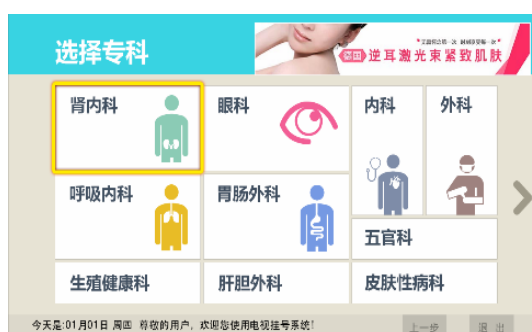 选择专科
德国 逆耳激光束紧致肌肤
肾内科
眼科
内科
外科
呼吸内科
胃肠外科
五官科
生殖健康科
肝胆外科
皮肤性病科
今天是:01月01日 周四 尊敬的用户，欢迎您使用电视挂号系统！
上一步
退 出